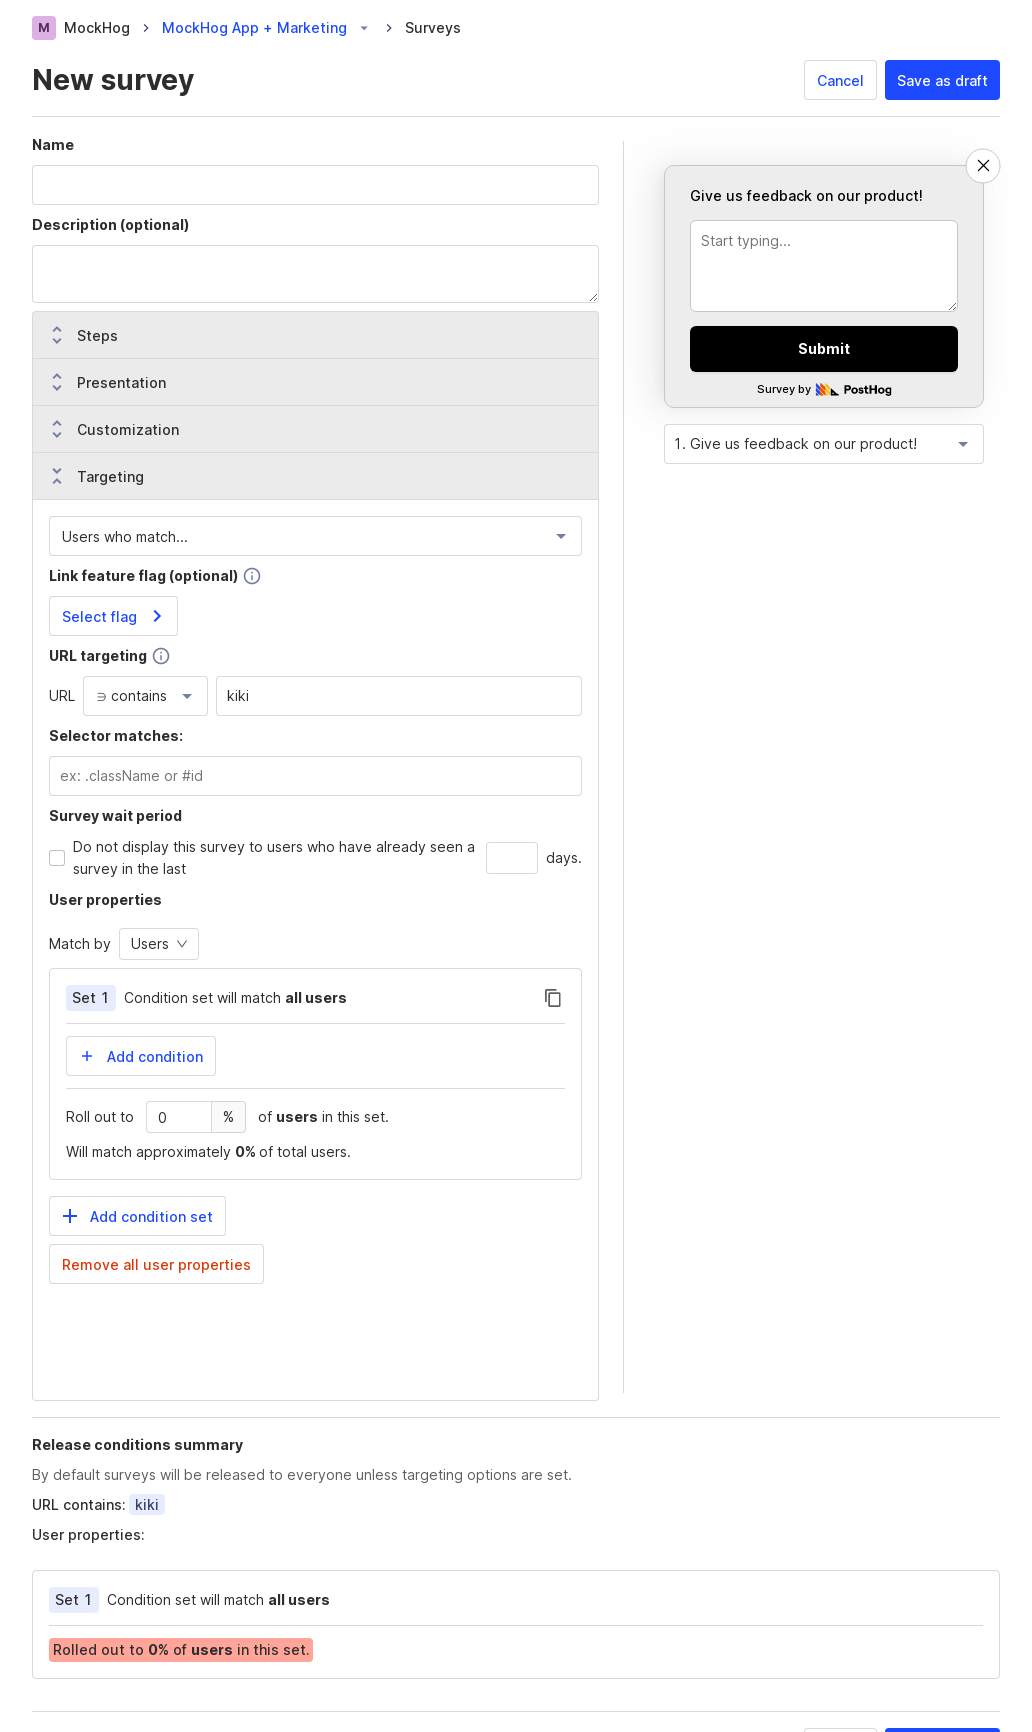 M MockHog MockHog App + Marketing Surveys
New survey
Cancel Save as draft
Name
Description (optional)
Steps
Presentation
Customization
Targeting
Users who match...
Link feature flag (optional)
Select flag
URL targeting
URL ∋ contains kiki
Selector matches:
ex: .className or #id
Survey wait period
Do not display this survey to users who have already seen a
survey in the last days.
User properties
Match by Users
Set 1 Condition set will match all users
Add condition
Roll out to 0 % of users in this set.
Will match approximately 0% of total users.
Add condition set
Remove all user properties
Give us feedback on our product!
Start typing...
Submit
Survey by PostHog
1. Give us feedback on our product!
Release conditions summary
By default surveys will be released to everyone unless targeting options are set.
URL contains: kiki
User properties:
Set 1 Condition set will match all users
Rolled out to 0% of users in this set.